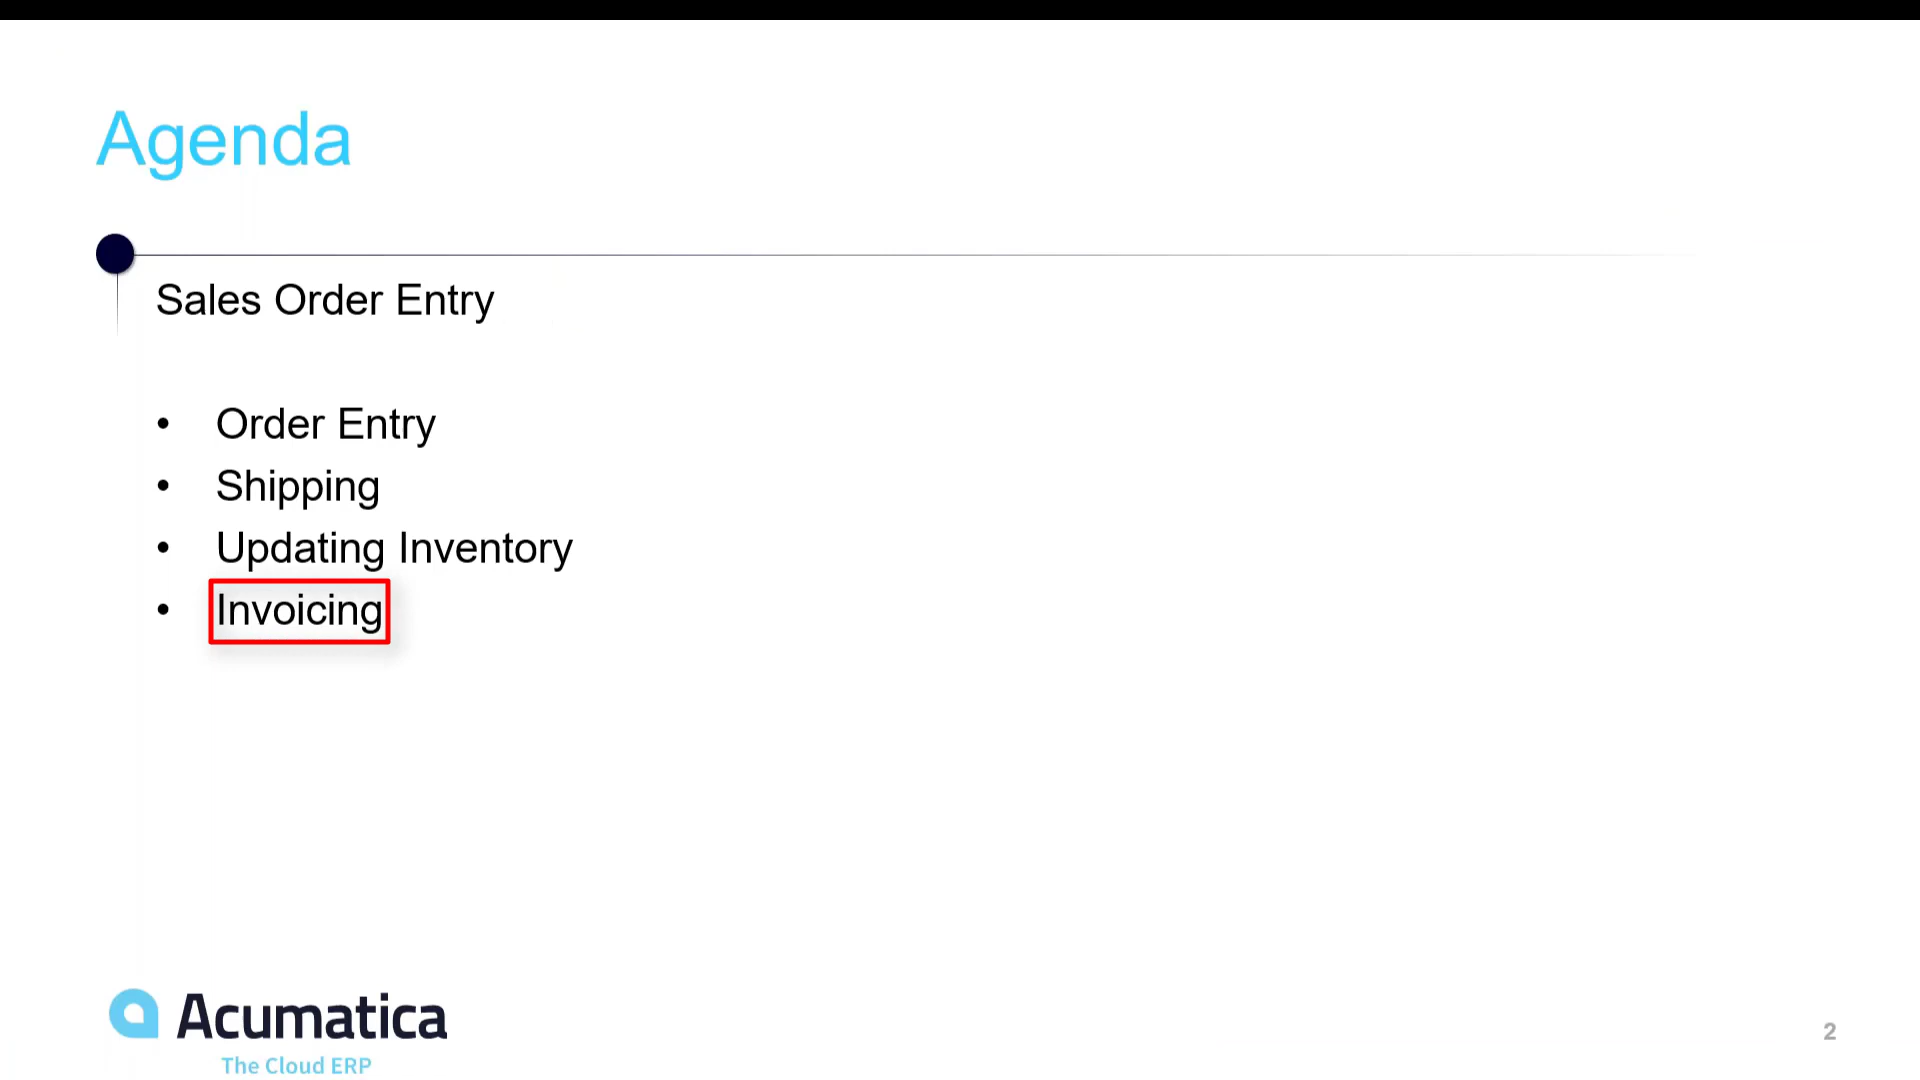 Agenda
Sales Order Entry
• Order Entry
• Shipping
• Updating Inventory
• Invoicing
Acumatica
The Cloud ERP
2